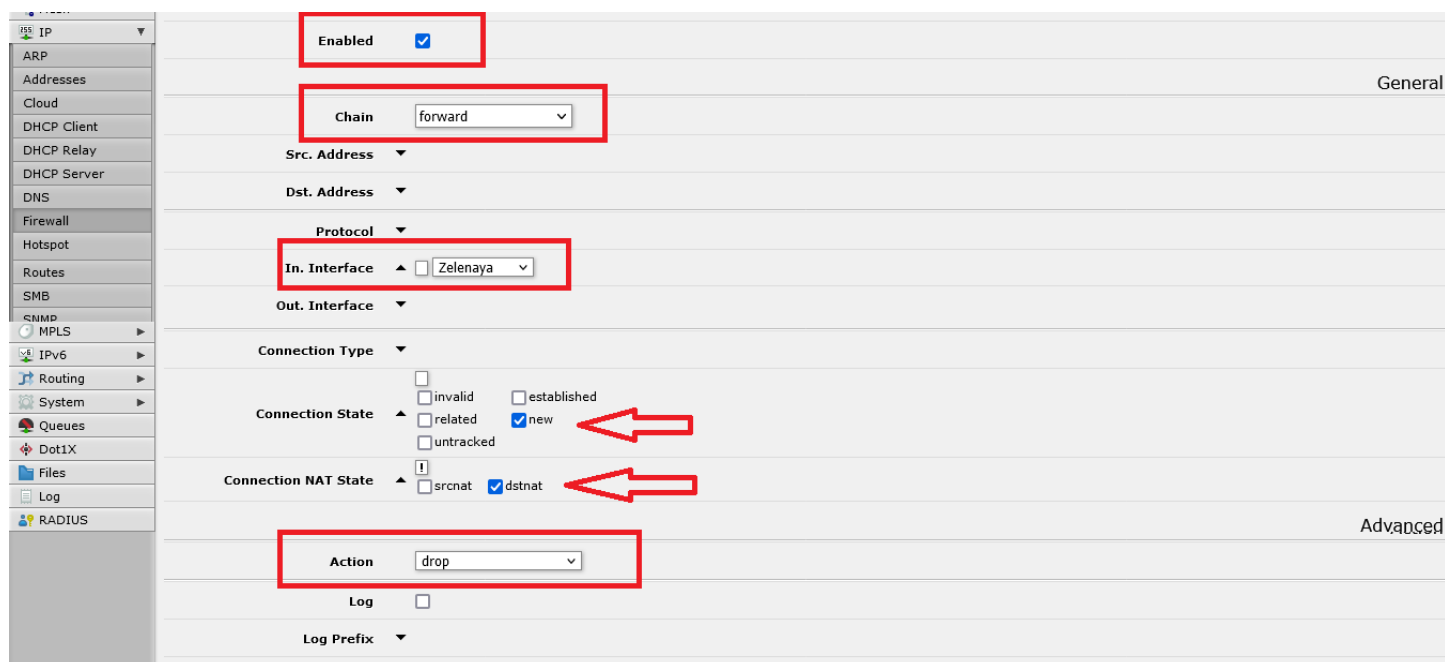 IP
ARP
Addresses
Cloud
DHCP Client
DHCP Relay
DHCP Server
DNS
Firewall
Hotspot
Routes
SMB
SNMP
MPLS
IPv6
Routing
System
Queues
Dot1X
Files
Log
RADIUS
Enabled
General
Chain forward
Src. Address
Dst. Address
Protocol
In. Interface Zelenaya
Out. Interface
Connection Type
Connection State
invalid established
related new
untracked
Connection NAT State
!
srcnat dstnat
Advanced
Action drop
Log
Log Prefix